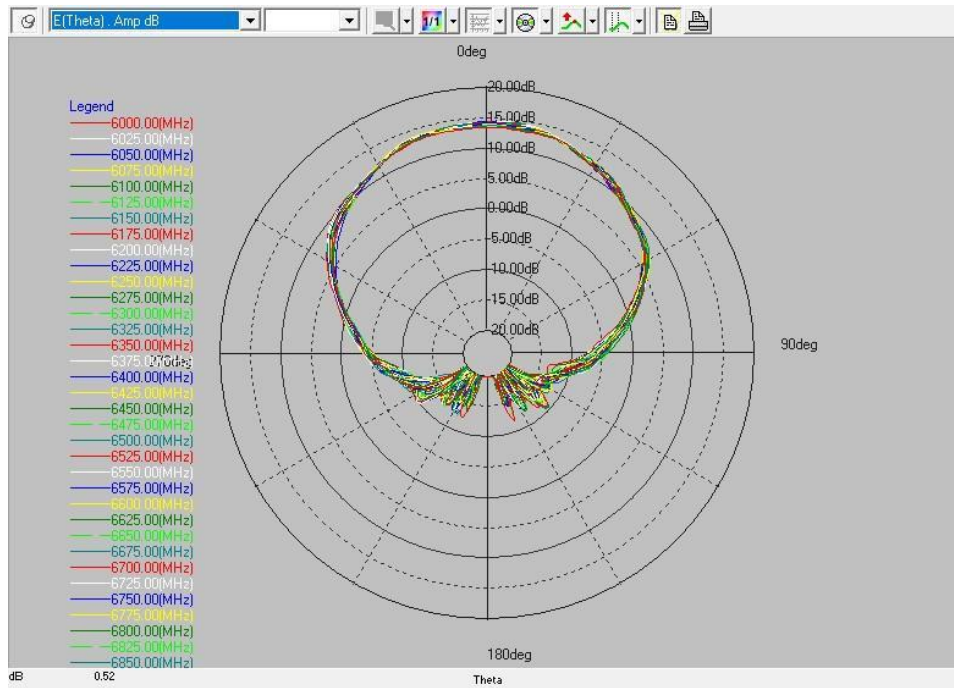 E(Theta) . Amp dB
1/1
0deg
Legend
6000.00(MHz)
6025.00(MHz)
6050.00(MHz)
6075.00(MHz)
6100.00(MHz)
6125.00(MHz)
6150.00(MHz)
6175.00(MHz)
6200.00(MHz)
6225.00(MHz)
6250.00(MHz)
6275.00(MHz)
6300.00(MHz)
6325.00(MHz)
6350.00(MHz)
6375.00(MHz)
6400.00(MHz)
6425.00(MHz)
6450.00(MHz)
6475.00(MHz)
6500.00(MHz)
6525.00(MHz)
6550.00(MHz)
6575.00(MHz)
6600.00(MHz)
6625.00(MHz)
6650.00(MHz)
6675.00(MHz)
6700.00(MHz)
6725.00(MHz)
6750.00(MHz)
6775.00(MHz)
6800.00(MHz)
6825.00(MHz)
6850.00(MHz)
20.00dB
15.00dB
10.00dB
5.00dB
0.00dB
-5.00dB
-10.00dB
-15.00dB
-20.00dB
270deg
90deg
180deg
dB 0.52 Theta